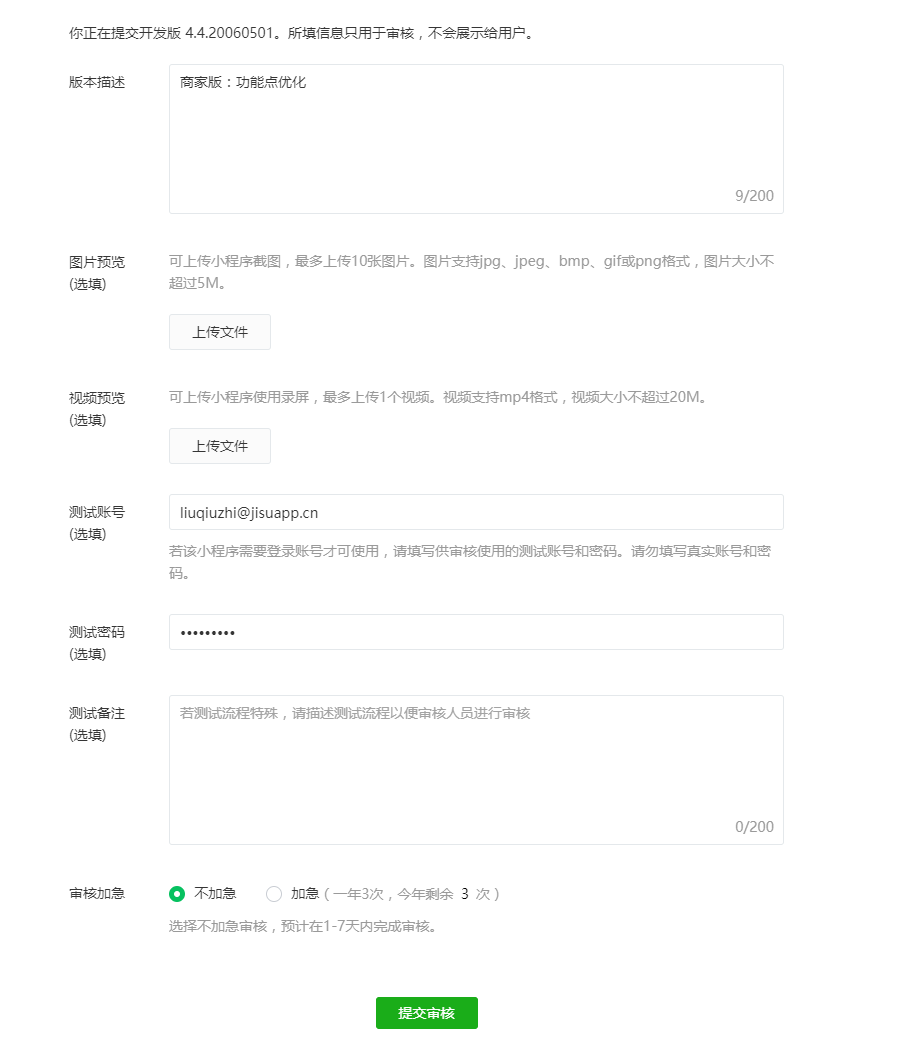 你正在提交开发版 4.4.20060501。所填信息只用于审核，不会展示给用户。
版本描述
商家版：功能点优化
9/200
图片预览
(选填)
可上传小程序截图，最多上传10张图片。图片支持jpg、jpeg、bmp、gif或png格式，图片大小不
超过5M。
上传文件
视频预览
(选填)
可上传小程序使用录屏，最多上传1个视频。视频支持mp4格式，视频大小不超过20M。
上传文件
测试账号
(选填)
liuqiuzhi@jisuapp.cn
若该小程序需要登录账号才可使用，请填写供审核使用的测试账号和密码。请勿填写真实账号和密
码。
测试密码
(选填)
•••••••••
测试备注
(选填)
若测试流程特殊，请描述测试流程以便审核人员进行审核
0/200
审核加急
不加急 加急（一年3次，今年剩余 3 次）
选择不加急审核，预计在1-7天内完成审核。
提交审核